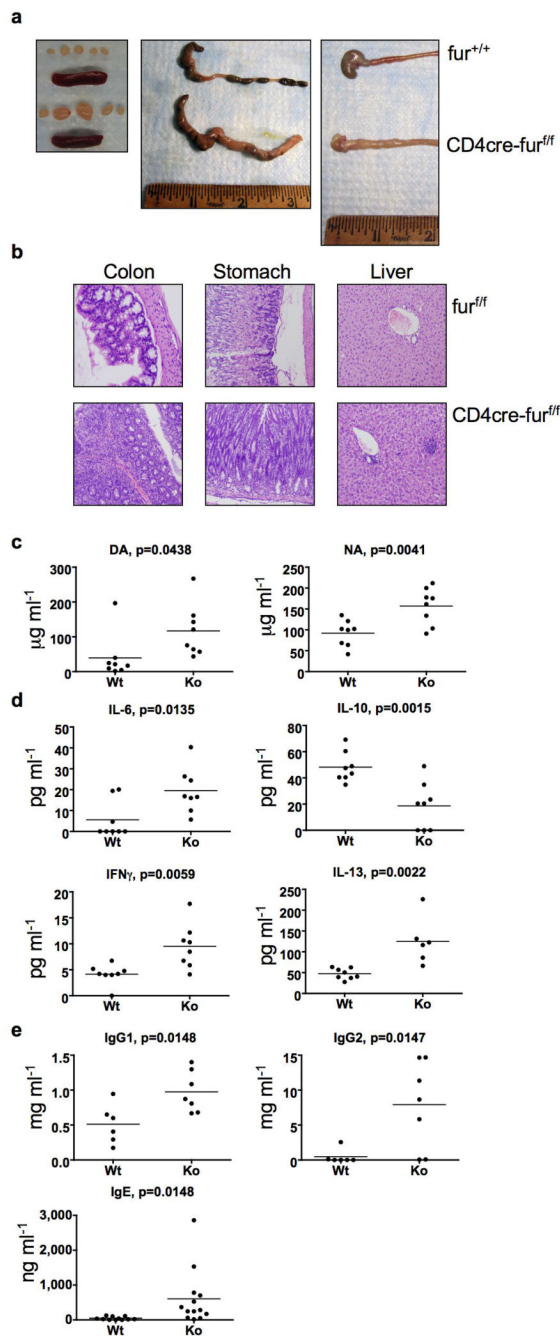 a
fur+/+
CD4cre-furf/f
1 2 3
1 2
b
Colon Stomach Liver
furf/f
CD4cre-furf/f
c
DA, p=0.0438
µg ml-1
300
200
100
0
Wt Ko
NA, p=0.0041
µg ml-1
250
200
150
100
50
0
Wt Ko
d
IL-6, p=0.0135
pg ml-1
50
40
30
20
10
0
Wt Ko
IL-10, p=0.0015
pg ml-1
80
60
40
20
0
Wt Ko
IFNγ, p=0.0059
pg ml-1
20
15
10
5
0
Wt Ko
IL-13, p=0.0022
pg ml-1
250
200
150
100
50
0
Wt Ko
e
IgG1, p=0.0148
mg ml-1
1.5
1.0
0.5
0.0
Wt Ko
IgG2, p=0.0147
mg ml-1
15
10
5
0
Wt Ko
IgE, p=0.0148
ng ml-1
3,000
2,000
1,000
0
Wt Ko